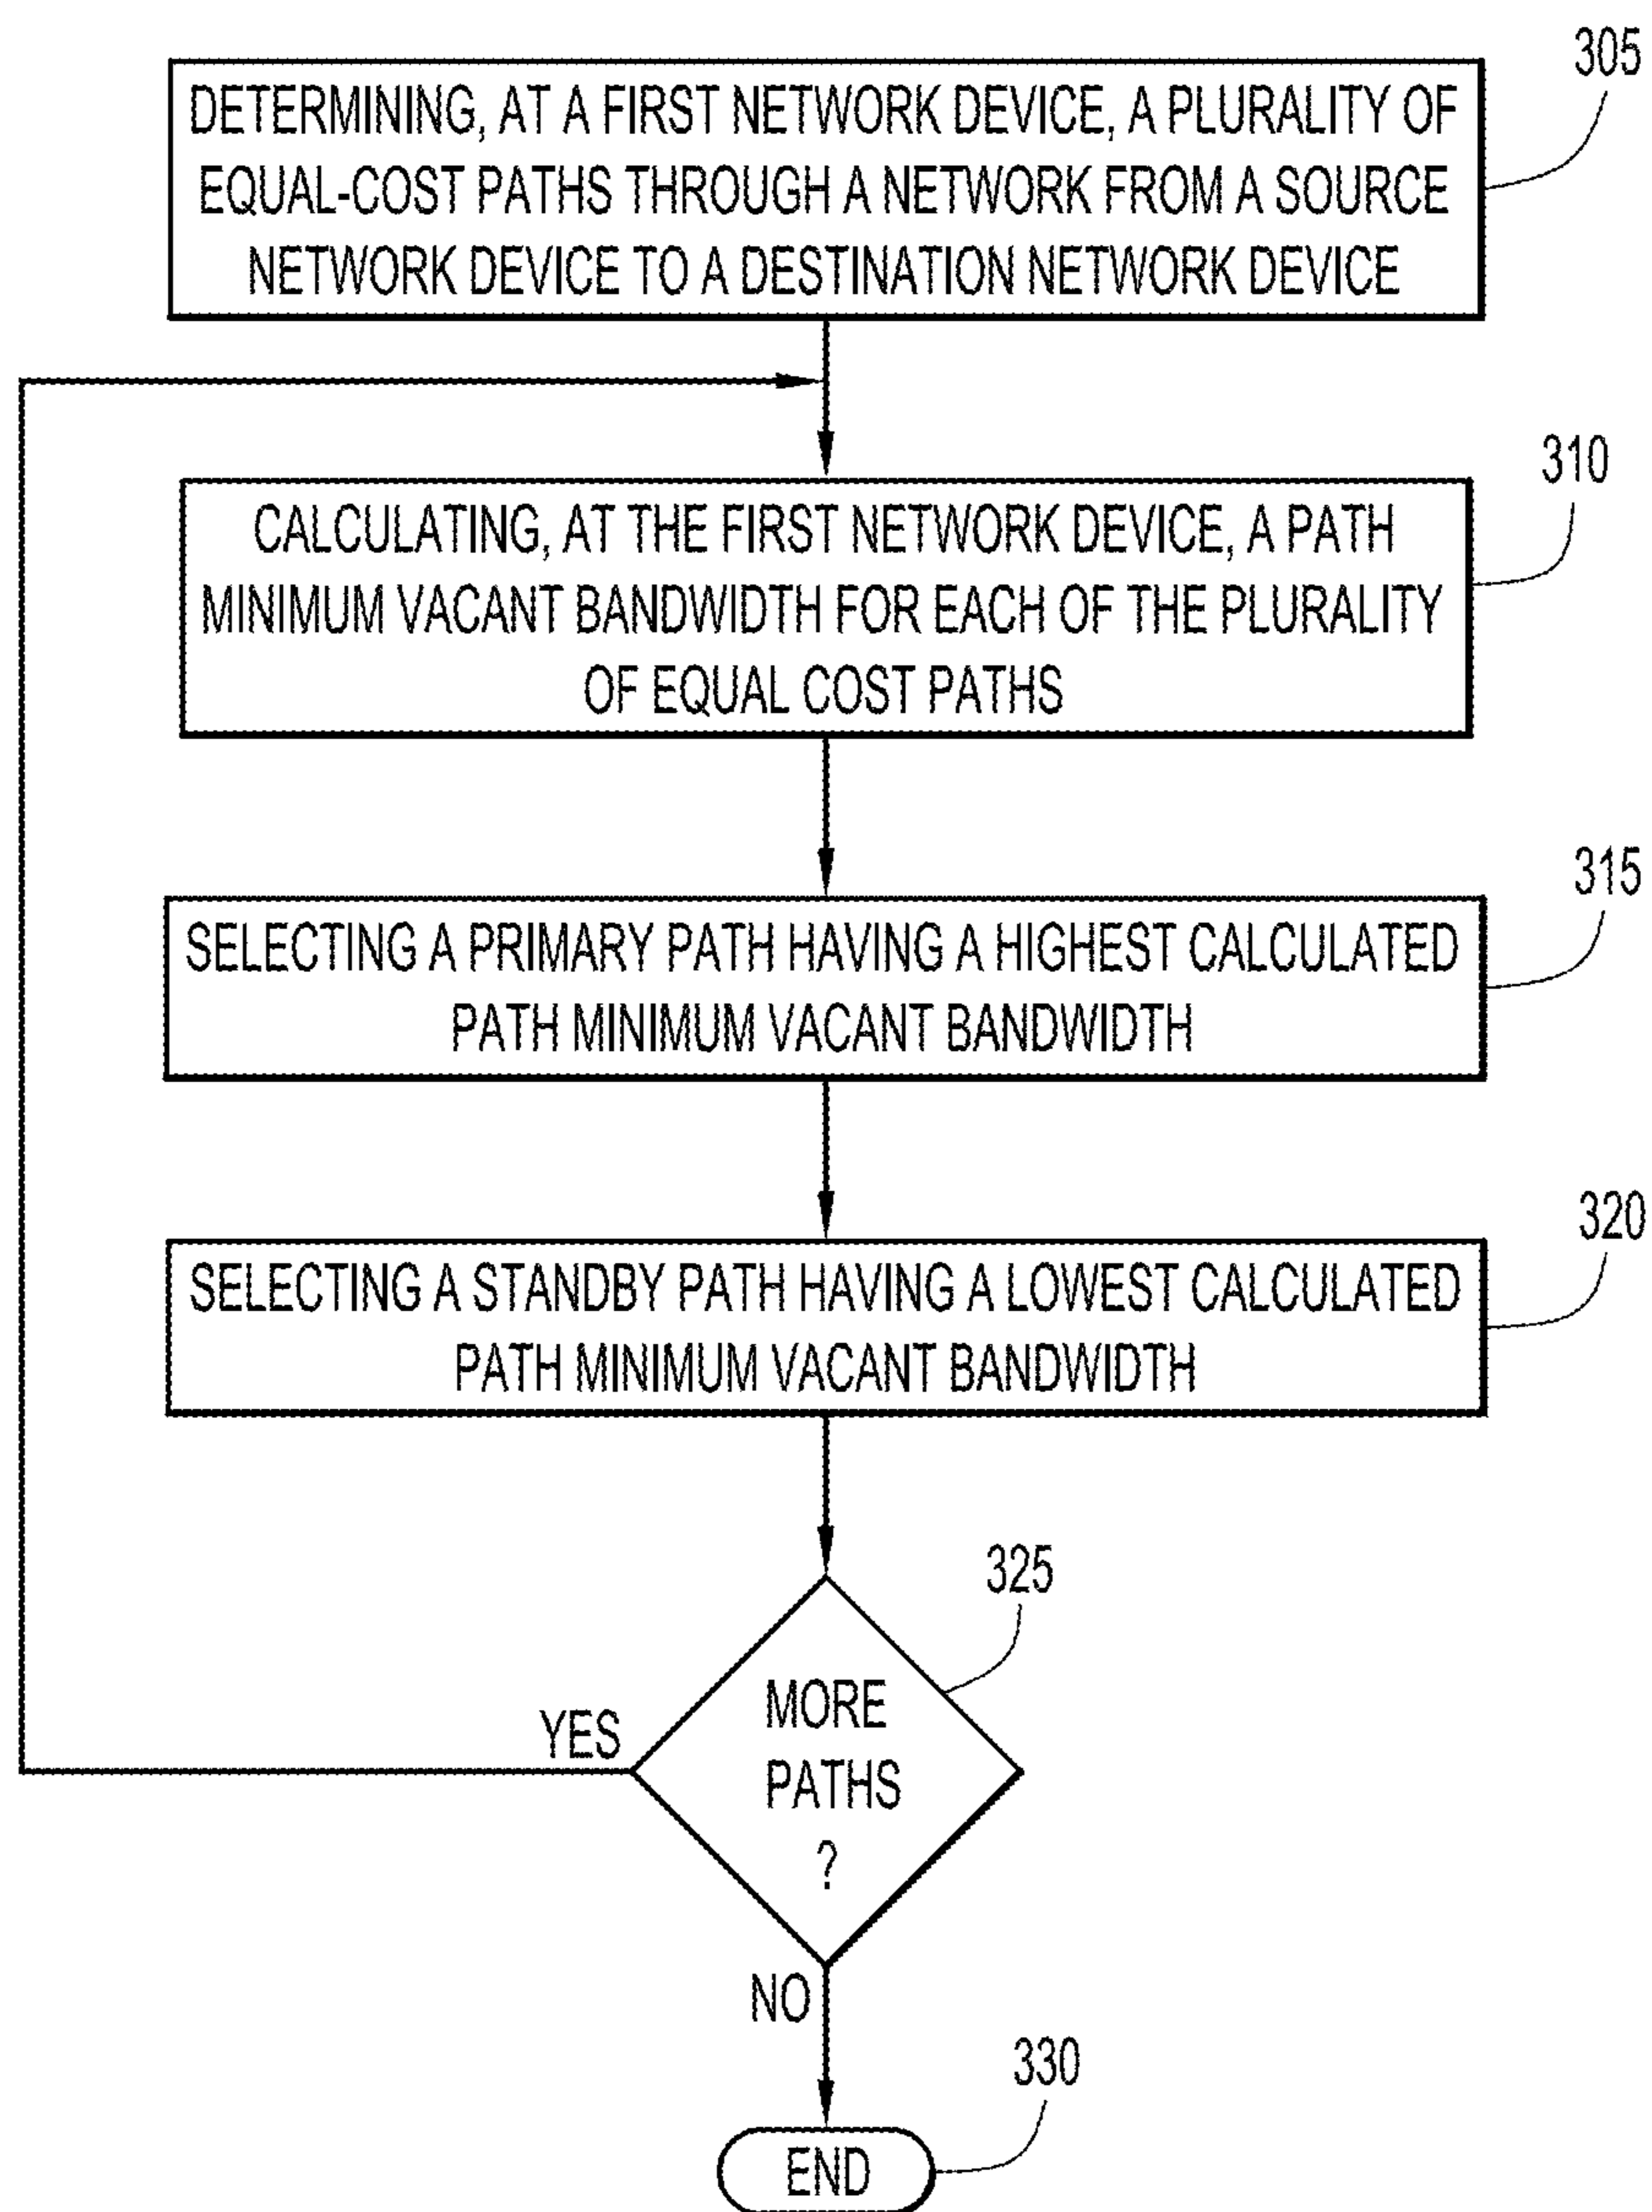 305
DETERMINING, AT A FIRST NETWORK DEVICE, A PLURALITY OF
EQUAL-COST PATHS THROUGH A NETWORK FROM A SOURCE
NETWORK DEVICE TO A DESTINATION NETWORK DEVICE
310
CALCULATING, AT THE FIRST NETWORK DEVICE, A PATH
MINIMUM VACANT BANDWIDTH FOR EACH OF THE PLURALITY
OF EQUAL COST PATHS
315
SELECTING A PRIMARY PATH HAVING A HIGHEST CALCULATED
PATH MINIMUM VACANT BANDWIDTH
320
SELECTING A STANDBY PATH HAVING A LOWEST CALCULATED
PATH MINIMUM VACANT BANDWIDTH
325
MORE
PATHS
?
YES
NO
330
END